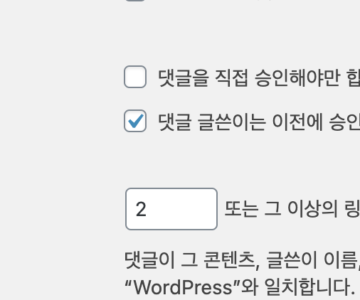 댓글을 직접 승인해야만 합
댓글 글쓴이는 이전에 승인
2 또는 그 이상의 링
댓글이 그 콘텐츠, 글쓴이 이름,
“WordPress”와 일치합니다.